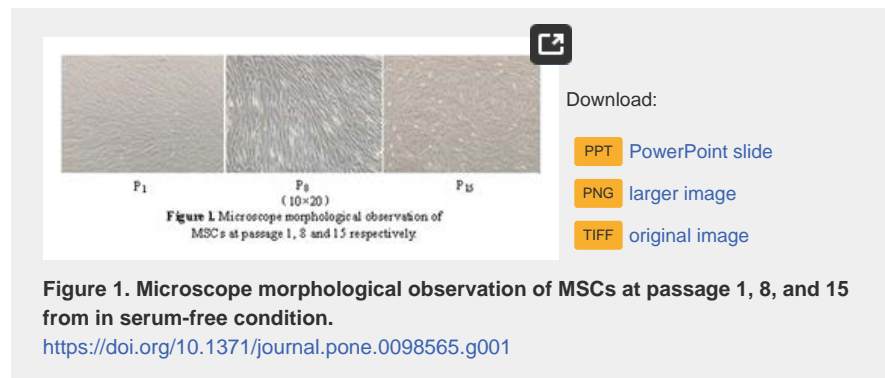 Download:
PPT PowerPoint slide
PNG larger image
TIFF original image
P1 P8 P15
(10×20)
Figure 1. Microscope morphological observation of
MSCs at passage 1, 8 and 15 respectively.
Figure 1. Microscope morphological observation of MSCs at passage 1, 8, and 15
from in serum-free condition.
https://doi.org/10.1371/journal.pone.0098565.g001